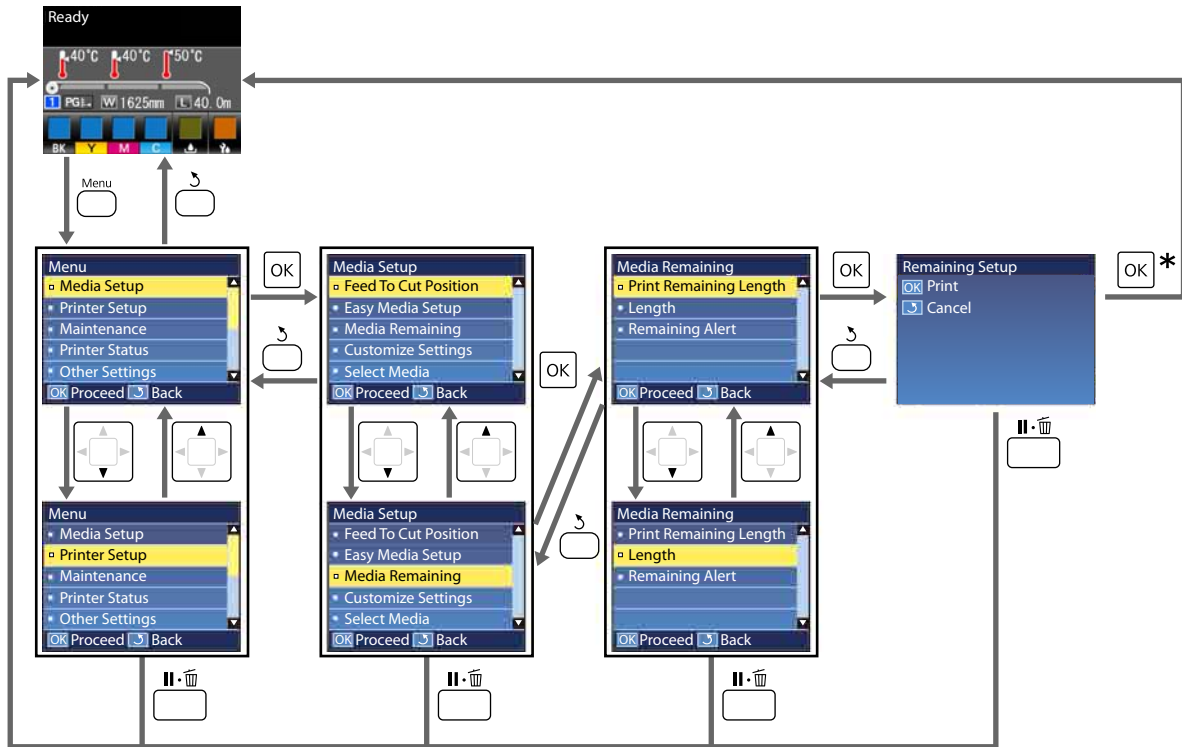 Ready
40°C 40°C 50°C
1 PG W 1625mm L 40.0m
BK Y M C
Menu
Menu
Media Setup
Printer Setup
Maintenance
Printer Status
Other Settings
OK Proceed Back
OK
Media Setup
Feed To Cut Position
Easy Media Setup
Media Remaining
Customize Settings
Select Media
OK Proceed Back
OK
Media Remaining
Print Remaining Length
Length
Remaining Alert
OK Proceed Back
OK
Remaining Setup
OK Print
Cancel
OK *
Menu
Media Setup
Printer Setup
Maintenance
Printer Status
Other Settings
OK Proceed Back
Media Setup
Feed To Cut Position
Easy Media Setup
Media Remaining
Customize Settings
Select Media
OK Proceed Back
Media Remaining
Print Remaining Length
Length
Remaining Alert
OK Proceed Back